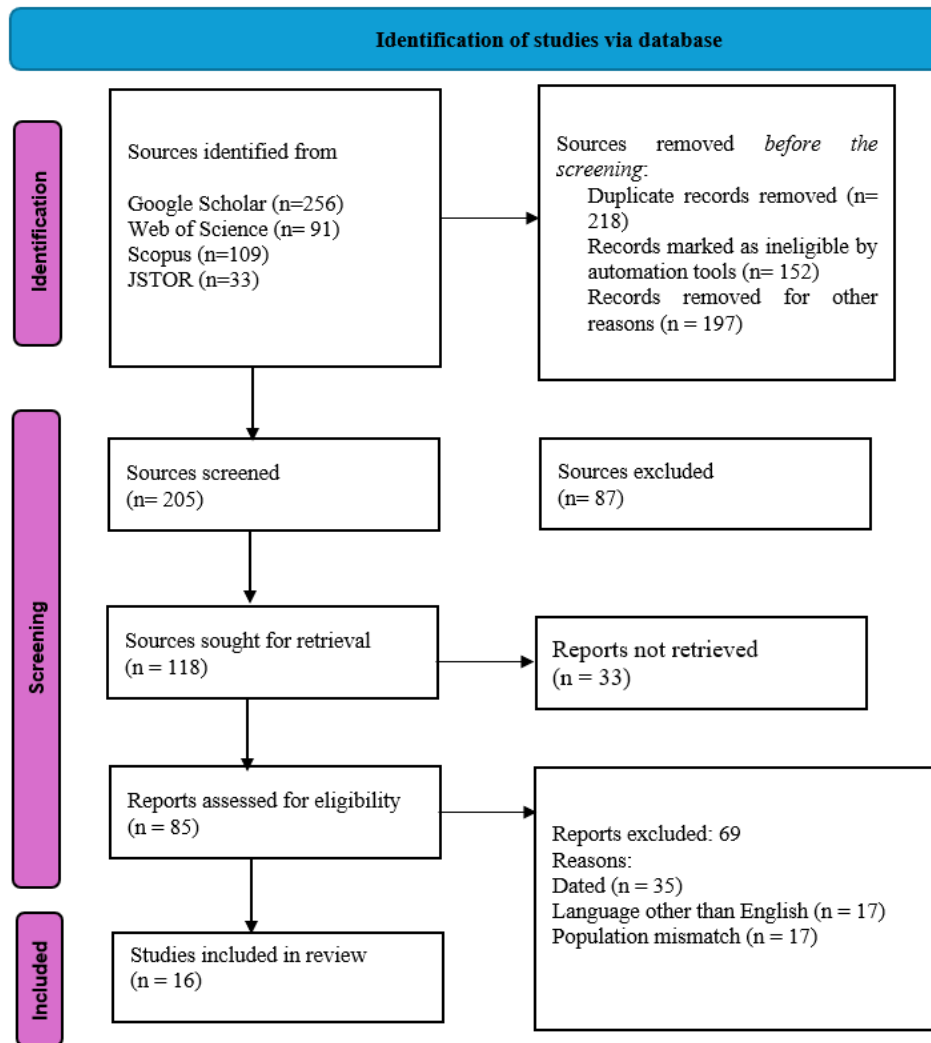 Identification of studies via database
Identification
Sources identified from
Google Scholar (n=256)
Web of Science (n= 91)
Scopus (n=109)
JSTOR (n=33)
Sources removed before the
screening:
Duplicate records removed (n=
218)
Records marked as ineligible by
automation tools (n= 152)
Records removed for other
reasons (n = 197)
Screening
Sources screened
(n= 205)
Sources excluded
(n= 87)
Sources sought for retrieval
(n = 118)
Reports not retrieved
(n = 33)
Reports assessed for eligibility
(n = 85)
Reports excluded: 69
Reasons:
Dated (n = 35)
Language other than English (n = 17)
Population mismatch (n = 17)
Included
Studies included in review
(n = 16)